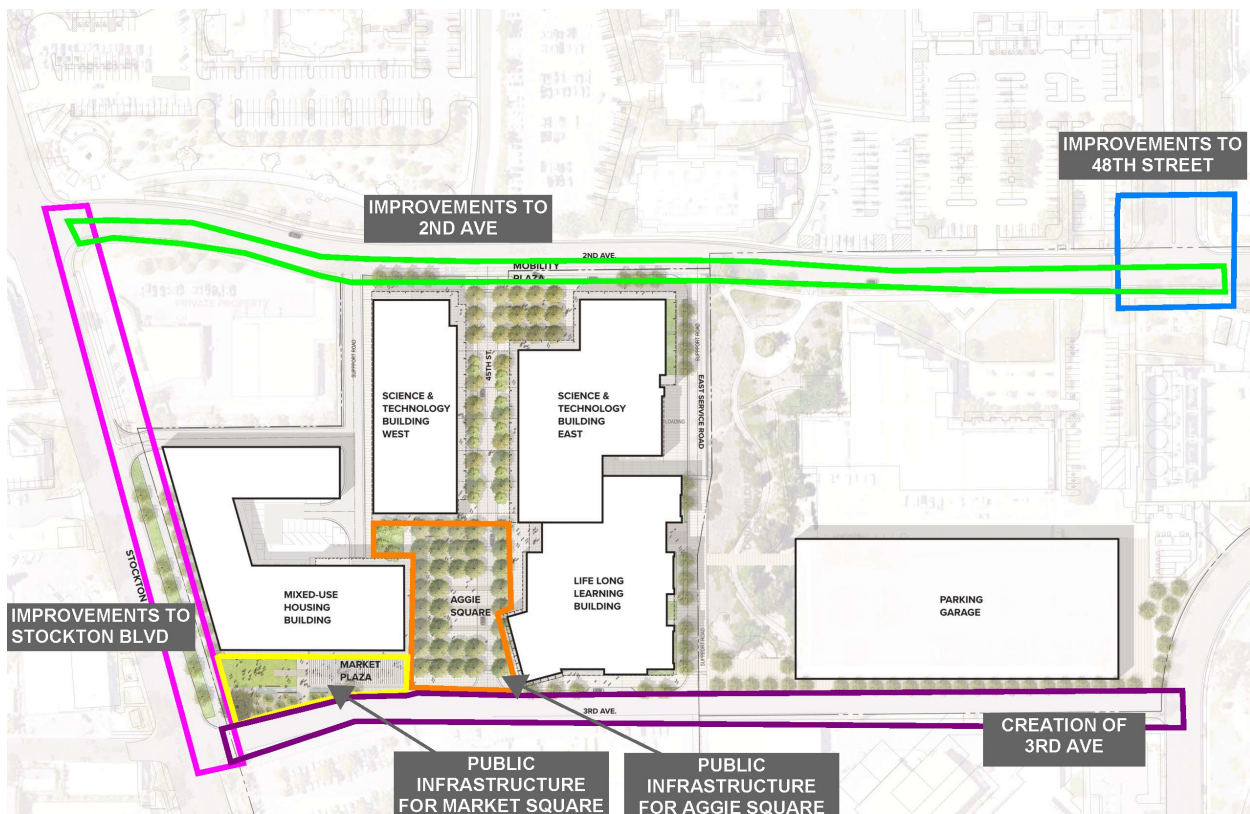 IMPROVEMENTS TO
48TH STREET
IMPROVEMENTS TO
2ND AVE
2ND AVE.
MOBILITY
PLAZA
SUPPORT ROAD
45TH ST.
SUPPORT ROAD
EAST SERVICE ROAD
SCIENCE &
TECHNOLOGY
BUILDING
WEST
SCIENCE &
TECHNOLOGY
BUILDING
EAST
LOADING
STOCKTON
IMPROVEMENTS TO
STOCKTON BLVD
MIXED-USE
HOUSING
BUILDING
AGGIE
SQUARE
LIFE LONG
LEARNING
BUILDING
PARKING
GARAGE
MARKET
PLAZA
3RD AVE.
CREATION OF
3RD AVE
PUBLIC
INFRASTRUCTURE
FOR MARKET SQUARE
PUBLIC
INFRASTRUCTURE
FOR AGGIE SQUARE